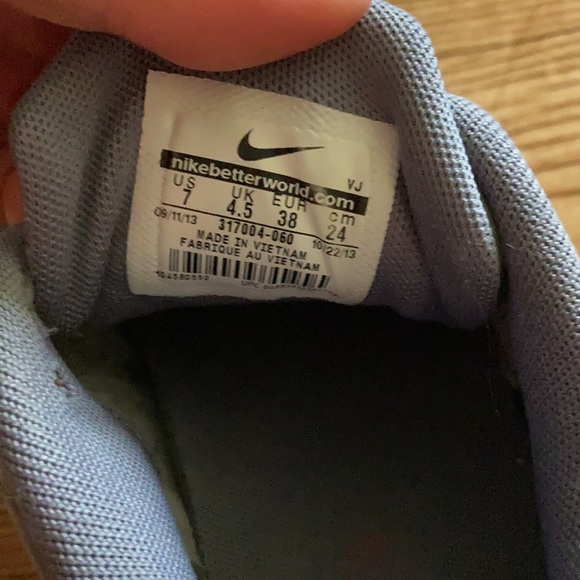 nikebetterworld.com
VJ
US UK EUR cm
7 4.5 38 24
09/11/13 317004-060 10/22/13
MADE IN VIETNAM
FABRIQUE AU VIETNAM
UPC